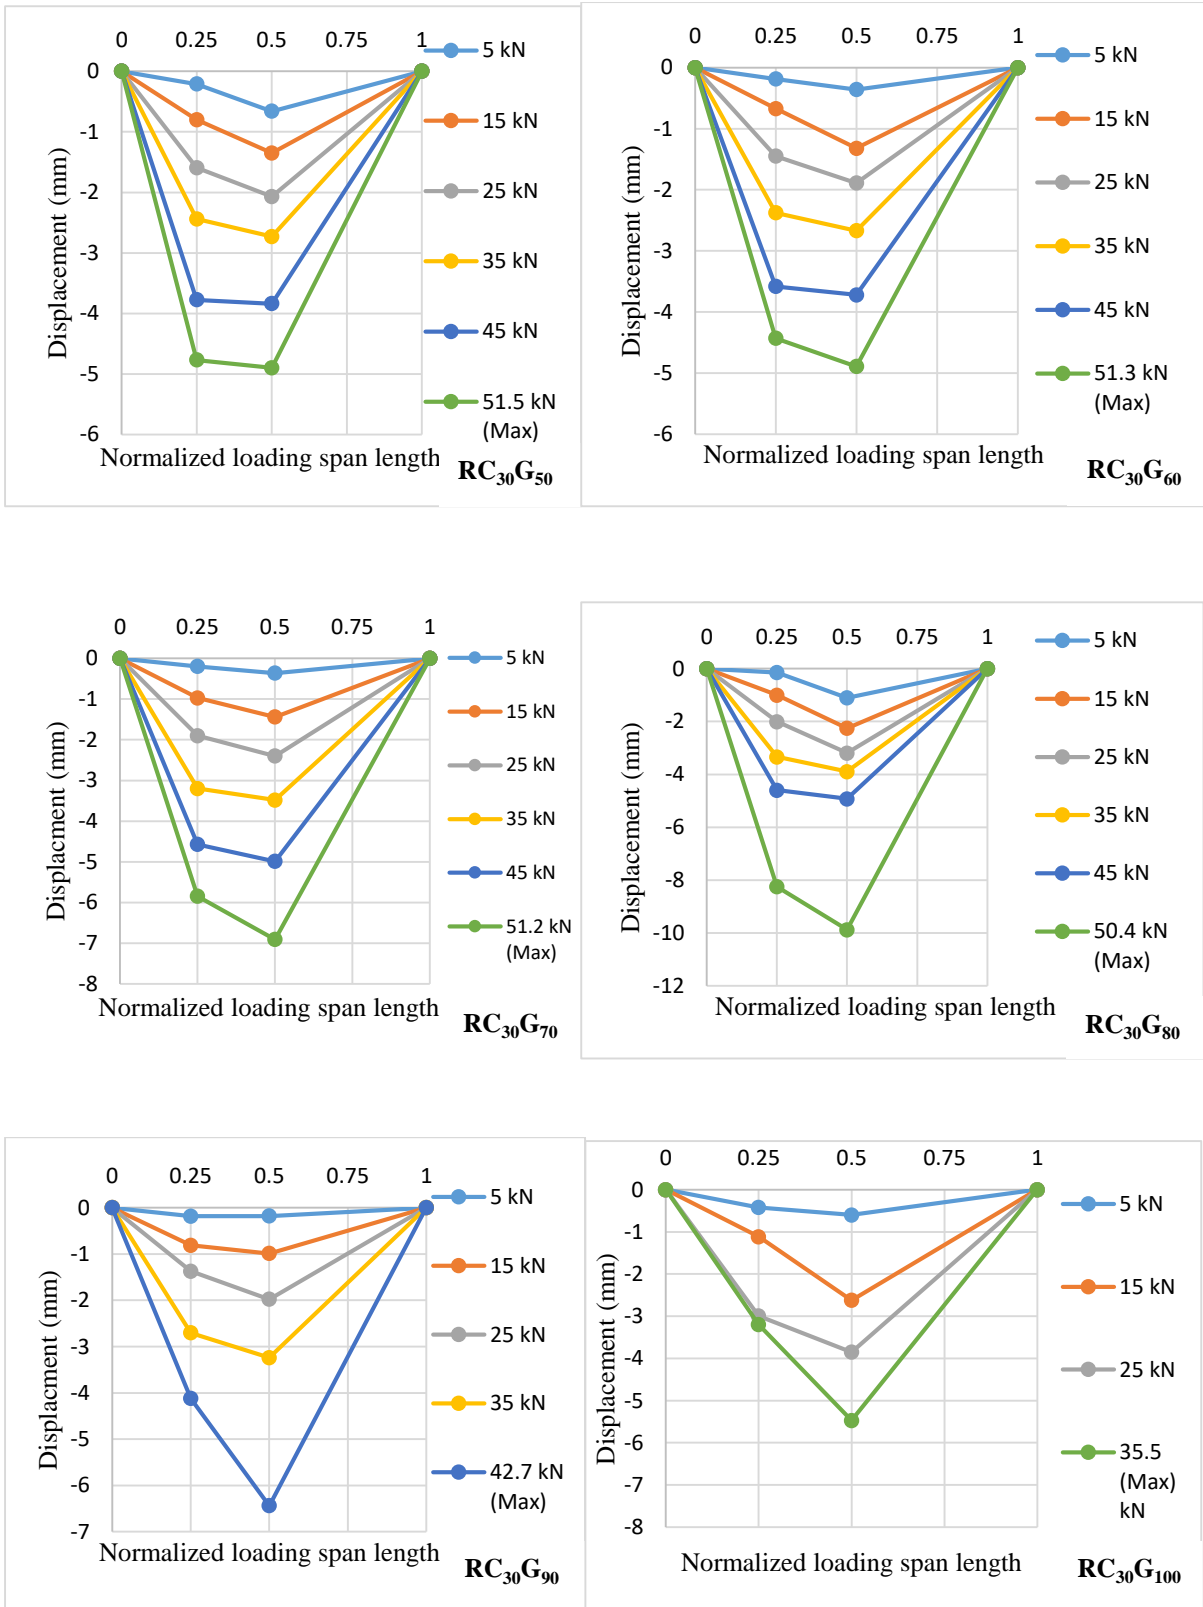 0 0.25 0.5 0.75 1
0
-1
-2
-3
-4
-5
-6
Displacement (mm)
5 kN
15 kN
25 kN
35 kN
45 kN
51.5 kN
(Max)
Normalized loading span length
RC30G50
0 0.25 0.5 0.75 1
0
-1
-2
-3
-4
-5
-6
Displacement (mm)
5 kN
15 kN
25 kN
35 kN
45 kN
51.3 kN
(Max)
Normalized loading span length
RC30G60
0 0.25 0.5 0.75 1
0
-1
-2
-3
-4
-5
-6
-7
-8
Displacment (mm)
5 kN
15 kN
25 kN
35 kN
45 kN
51.2 kN
(Max)
Normalized loading span length
RC30G70
0 0.25 0.5 0.75 1
0
-2
-4
-6
-8
-10
-12
Displacement (mm)
5 kN
15 kN
25 kN
35 kN
45 kN
50.4 kN
(Max)
Normalized loading span length
RC30G80
0 0.25 0.5 0.75 1
0
-1
-2
-3
-4
-5
-6
-7
Displacment (mm)
5 kN
15 kN
25 kN
35 kN
42.7 kN
(Max)
Normalized loading span length
RC30G90
0 0.25 0.5 0.75 1
0
-1
-2
-3
-4
-5
-6
-7
-8
Displacement (mm)
5 kN
15 kN
25 kN
35.5
(Max)
kN
Normalized loading span length
RC30G100